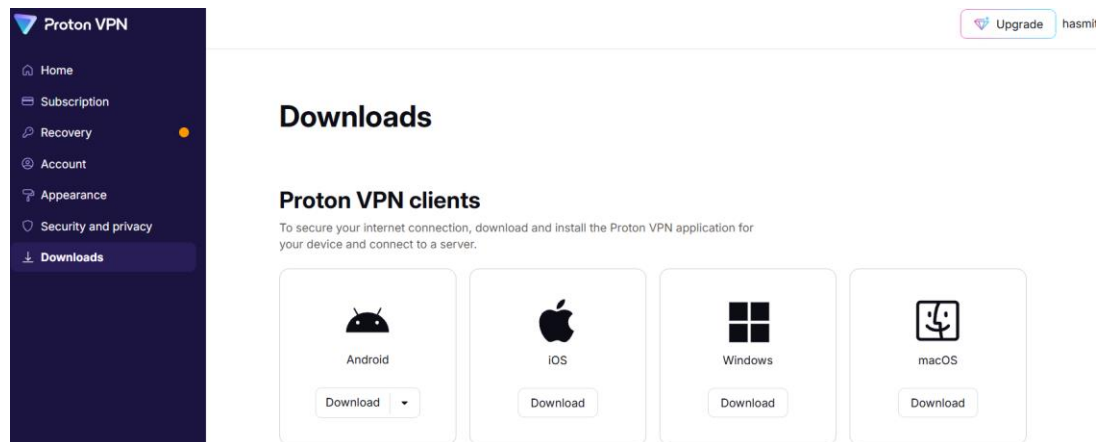 Proton VPN
Upgrade
Home
Subscription
Recovery
Account
Appearance
Security and privacy
Downloads
Downloads
Proton VPN clients
To secure your internet connection, download and install the Proton VPN application for
your device and connect to a server.
Android
iOS
Windows
macOS
Download
Download
Download
Download